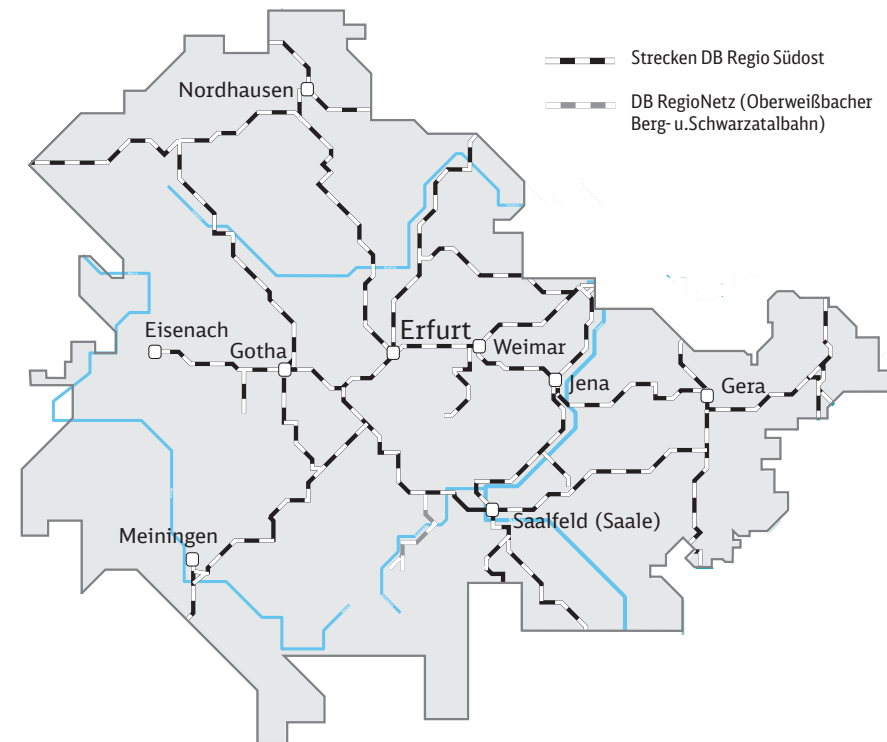 Strecken DB Regio Südost
DB RegioNetz (Oberweißbacher
Berg- u.Schwarzatalbahn)
Nordhausen
Eisenach
Gotha
Erfurt
Weimar
Jena
Gera
Saalfeld (Saale)
Meiningen